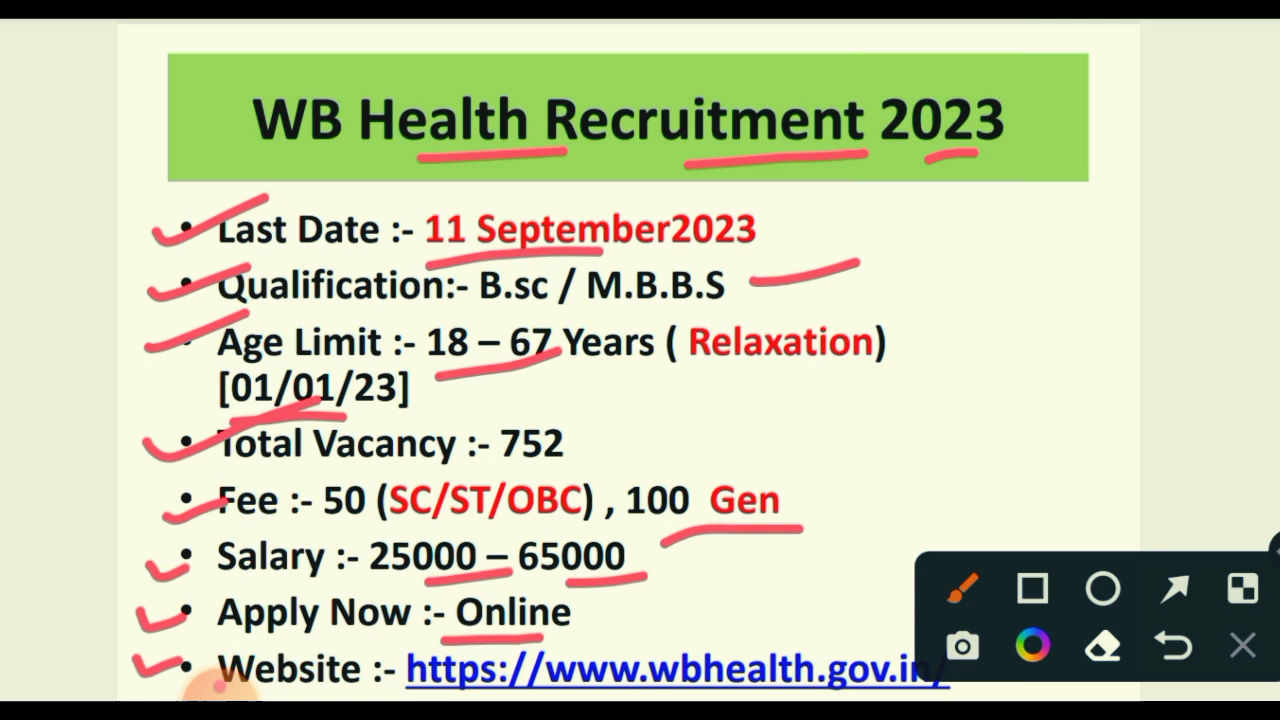 WB Health Recruitment 2023
• Last Date :- 11 September2023
• Qualification:- B.sc / M.B.B.S
• Age Limit :- 18 – 67 Years ( Relaxation)
[01/01/23]
• Total Vacancy :- 752
• Fee :- 50 (SC/ST/OBC) , 100 Gen
• Salary :- 25000 – 65000
• Apply Now :- Online
• Website :- https://www.wbhealth.gov.in/